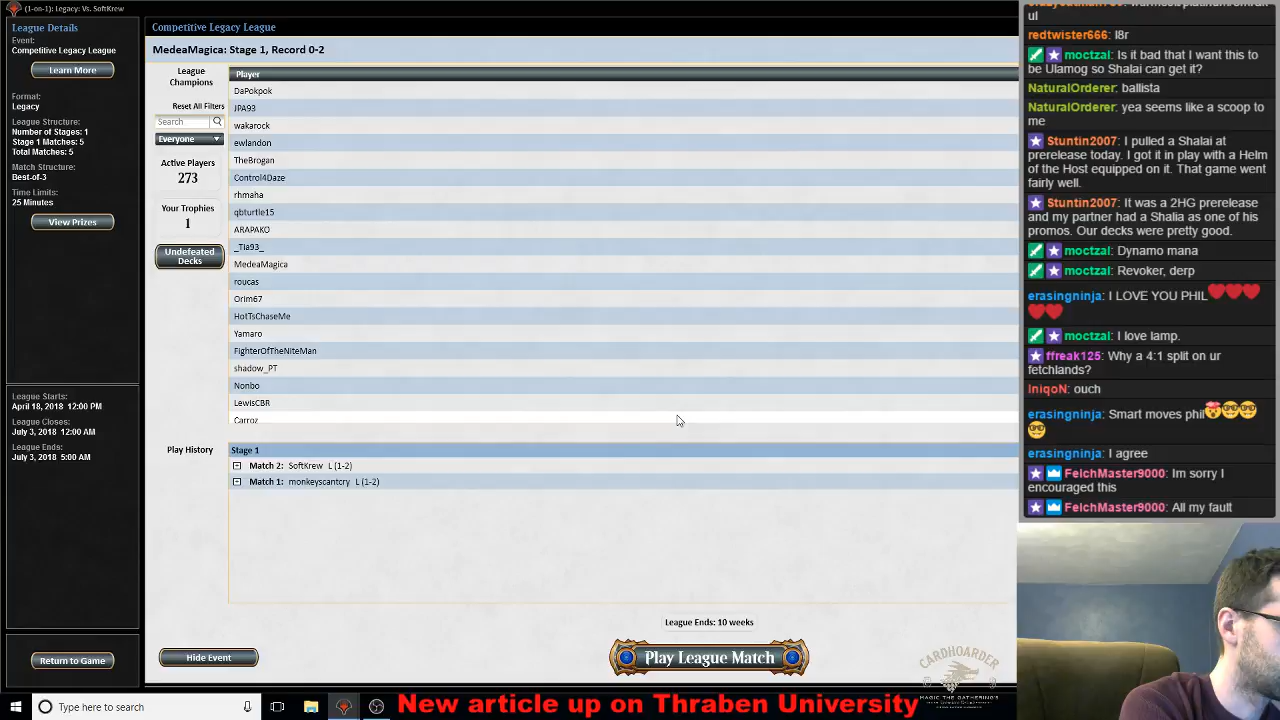 (1-on-1): Legacy: Vs. SoftKrew
League Details
Event:
Competitive Legacy League
Learn More
Format:
Legacy
League Structure:
Number of Stages: 1
Stage 1 Matches: 5
Total Matches: 5
Match Structure:
Best-of-3
Time Limits:
25 Minutes
View Prizes
League Starts:
April 18, 2018 12:00 PM
League Closes:
July 3, 2018 12:00 AM
League Ends:
July 3, 2018 5:00 AM
Return to Game
Competitive Legacy League
MedeaMagica: Stage 1, Record 0-2
League
Champions
Reset All Filters
Search
Everyone
Active Players
273
Your Trophies
1
Undefeated
Decks
Player
DaPokpok
JPA93
wakarock
ewlandon
TheBrogan
Control4Daze
rhmaha
qbturtle15
ARAPAKO
_Tia93_
MedeaMagica
roucas
Orim67
HotTsChaseMe
Yamaro
FighterOfTheNiteMan
shadow_PT
Nonbo
LewisCBR
Carroz
Play History
Stage 1
Match 2: SoftKrew L (1-2)
Match 1: monkeyscantcry L (1-2)
League Ends: 10 weeks
Hide Event
Play League Match
CARDHOARDER
MAGIC THE GATHERING'S
ul
redtwister666: l8r
moctzal: Is it bad that I want this to
be Ulamog so Shalai can get it?
NaturalOrderer: ballista
NaturalOrderer: yea seems like a scoop to
me
Stuntin2007: I pulled a Shalai at
prerelease today. I got it in play with a Helm
of the Host equipped on it. That game went
fairly well.
Stuntin2007: It was a 2HG prerelease
and my partner had a Shalia as one of his
promos. Our decks were pretty good.
moctzal: Dynamo mana
moctzal: Revoker, derp
erasingninja: I LOVE YOU PHIL
moctzal: I love lamp.
ffreak125: Why a 4:1 split on ur
fetchlands?
IniqoN: ouch
erasingninja: Smart moves phil
erasingninja: I agree
FelchMaster9000: Im sorry I
encouraged this
FelchMaster9000: All my fault
Type here to search
New article up on Thraben University